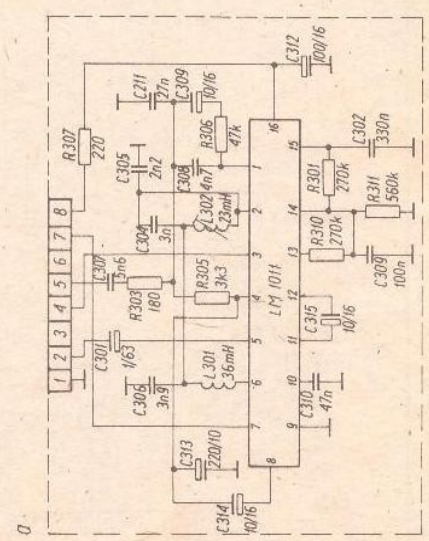 a
1 2 3 4 5 6 7 8
R307
220
C312
100/16
C211
27n
C309
10/16
C305
2n2
C308
4n7
R306
47k
C304
3n
L302
C23mH
C307
5n6
R303
180
R305
3k3
C301
1/63
C306
3n9
L301
36mH
C313
220/10
C314
10/16
7 6 5 4 3 2 1 16
LM 1011
8 9 10 11 12 13 14 15
C310
47n
C315
10/16
R310
270k
C309
100n
R311
560k
R301
270k
C302
330n